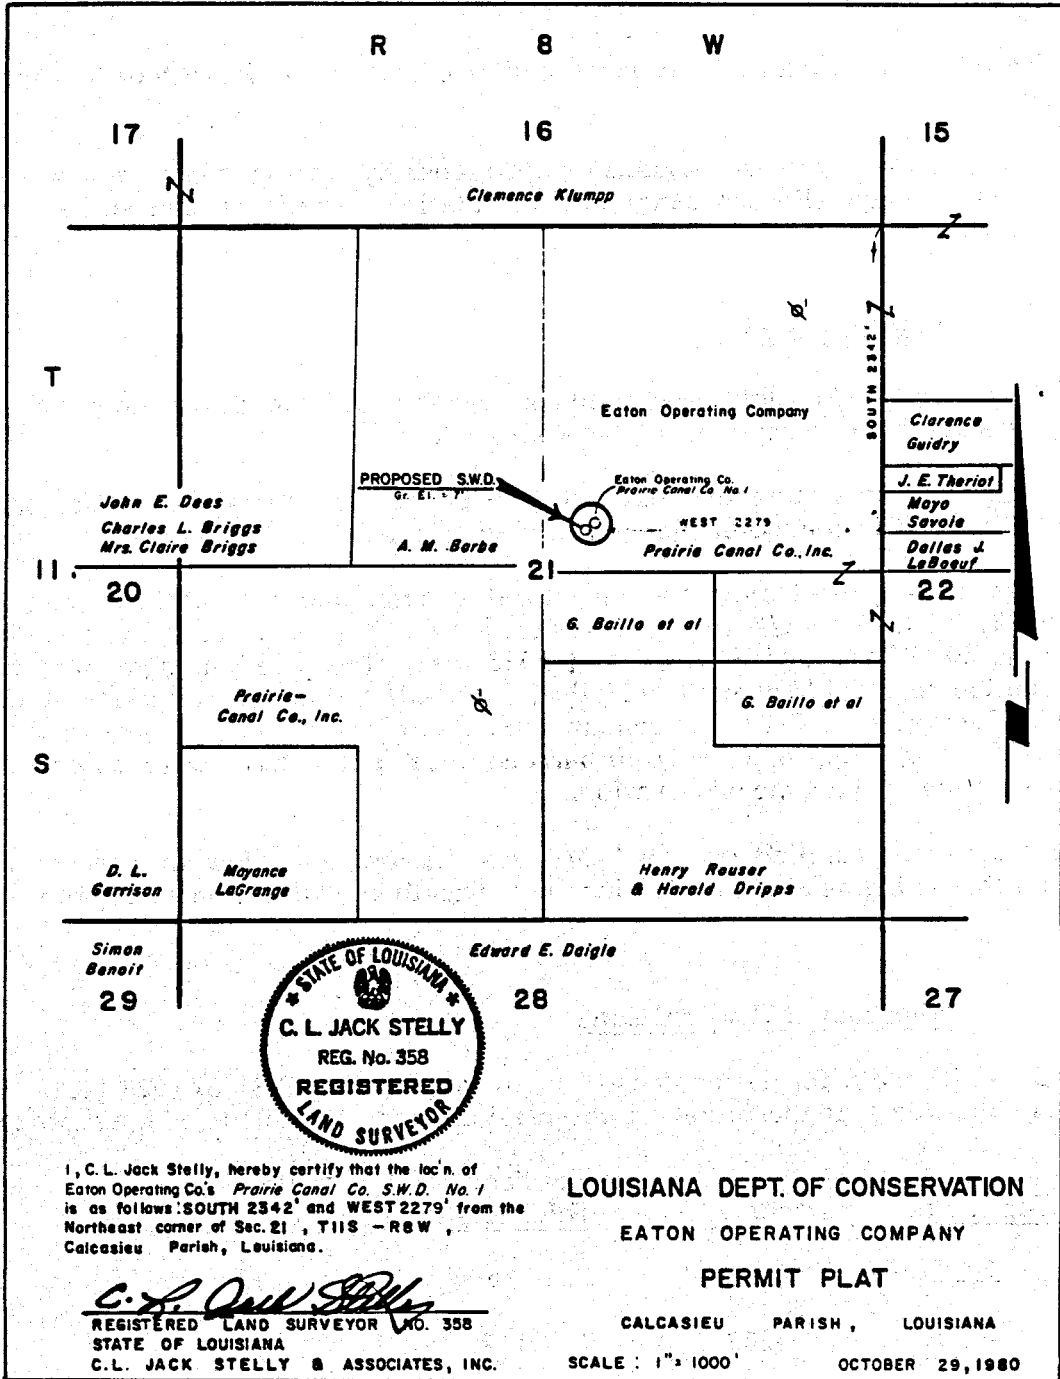 R 8 W
17 16 15
Clemence Klumpp
SOUTH 2342'
T
Eaton Operating Company
Clarence
Guidry
PROPOSED S.W.D.
Gr. El. = 7'
Eaton Operating Co.
Prairie Canal Co. No. 1
J. E. Theriot
John E. Dees
Charles L. Briggs
Mrs. Claire Briggs
A. M. Barbe
WEST 2279
Prairie Canal Co., Inc.
Mayo
Savoie
Dallas J.
LeBoeuf
11
20 21 22
G. Baillo et al
Prairie-
Canal Co., Inc.
G. Baillo et al
S
D. L.
Garrison
Mayance
LaGrange
Henry Rouser
& Harold Dripps
Simon
Benoit
Edward E. Daigle
29 28 27
STATE OF LOUISIANA
C. L. JACK STELLY
REG. No. 358
REGISTERED
LAND SURVEYOR
I, C. L. Jack Stelly, hereby certify that the loc'n. of
Eaton Operating Co.'s Prairie Canal Co. S.W.D. No. 1
is as follows: SOUTH 2342' and WEST 2279' from the
Northeast corner of Sec. 21, T11S - R8W,
Calcasieu Parish, Louisiana.
C. L. Jack Stelly
REGISTERED LAND SURVEYOR NO. 358
STATE OF LOUISIANA
C.L. JACK STELLY & ASSOCIATES, INC.
LOUISIANA DEPT. OF CONSERVATION
EATON OPERATING COMPANY
PERMIT PLAT
CALCASIEU PARISH, LOUISIANA
SCALE : 1" = 1000' OCTOBER 29, 1980